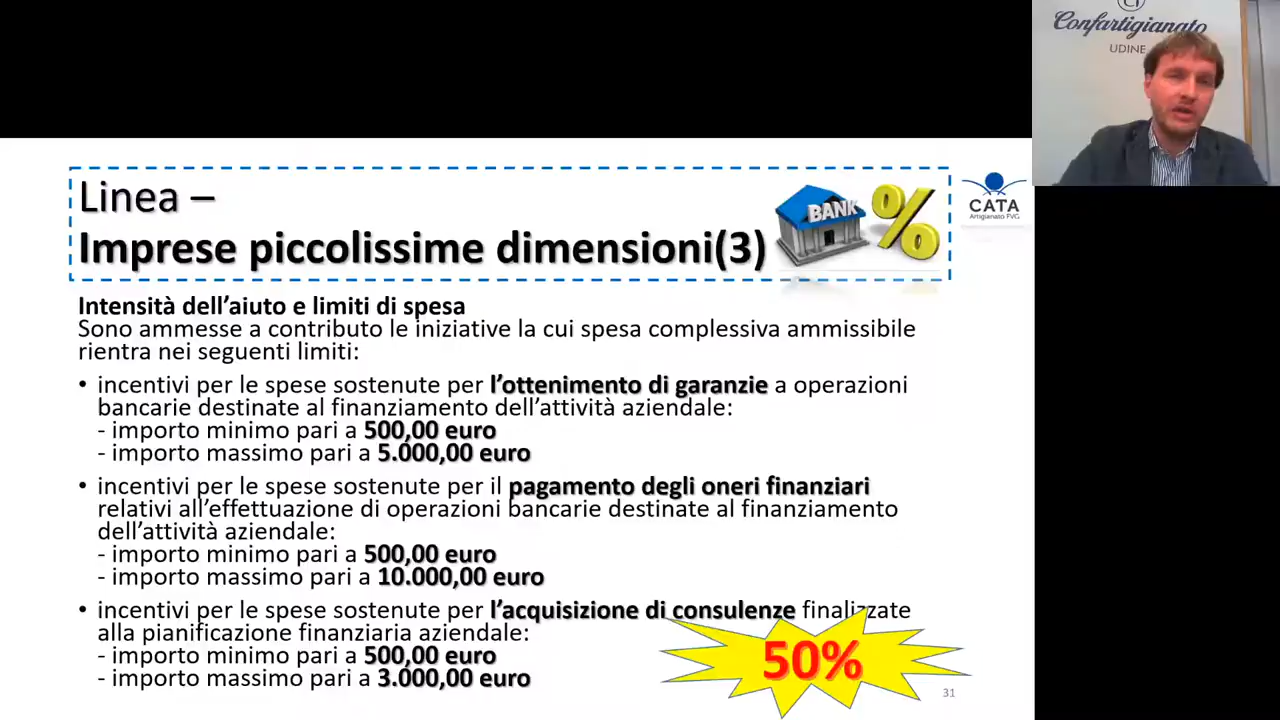 Confartigianato
UDINE
Linea –
Imprese piccolissime dimensioni(3)
BANK %
CATA
Artigianato FVG
Intensità dell’aiuto e limiti di spesa
Sono ammesse a contributo le iniziative la cui spesa complessiva ammissibile
rientra nei seguenti limiti:
• incentivi per le spese sostenute per l’ottenimento di garanzie a operazioni
bancarie destinate al finanziamento dell’attività aziendale:
- importo minimo pari a 500,00 euro
- importo massimo pari a 5.000,00 euro
• incentivi per le spese sostenute per il pagamento degli oneri finanziari
relativi all’effettuazione di operazioni bancarie destinate al finanziamento
dell’attività aziendale:
- importo minimo pari a 500,00 euro
- importo massimo pari a 10.000,00 euro
• incentivi per le spese sostenute per l’acquisizione di consulenze finalizzate
alla pianificazione finanziaria aziendale:
- importo minimo pari a 500,00 euro
- importo massimo pari a 3.000,00 euro
50%
31